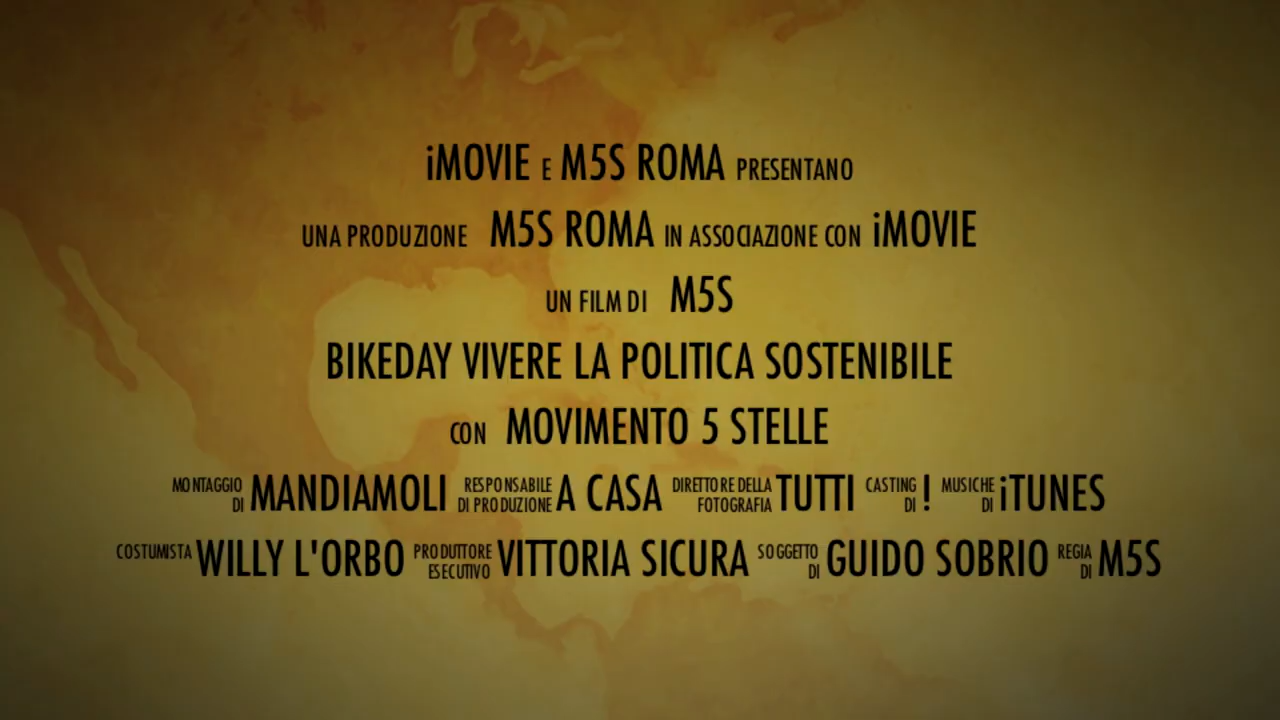 iMOVIE E M5S ROMA PRESENTANO
UNA PRODUZIONE M5S ROMA IN ASSOCIAZIONE CON iMOVIE
UN FILM DI M5S
BIKEDAY VIVERE LA POLITICA SOSTENIBILE
CON MOVIMENTO 5 STELLE
MONTAGGIO DI MANDIAMOLI RESPONSABILE DI PRODUZIONE A CASA DIRETTORE DELLA FOTOGRAFIA TUTTI CASTING DI ! MUSICHE DI iTUNES
COSTUMISTA WILLY L'ORBO PRODUTTORE ESECUTIVO VITTORIA SICURA SOGGETTO DI GUIDO SOBRIO REGIA DI M5S